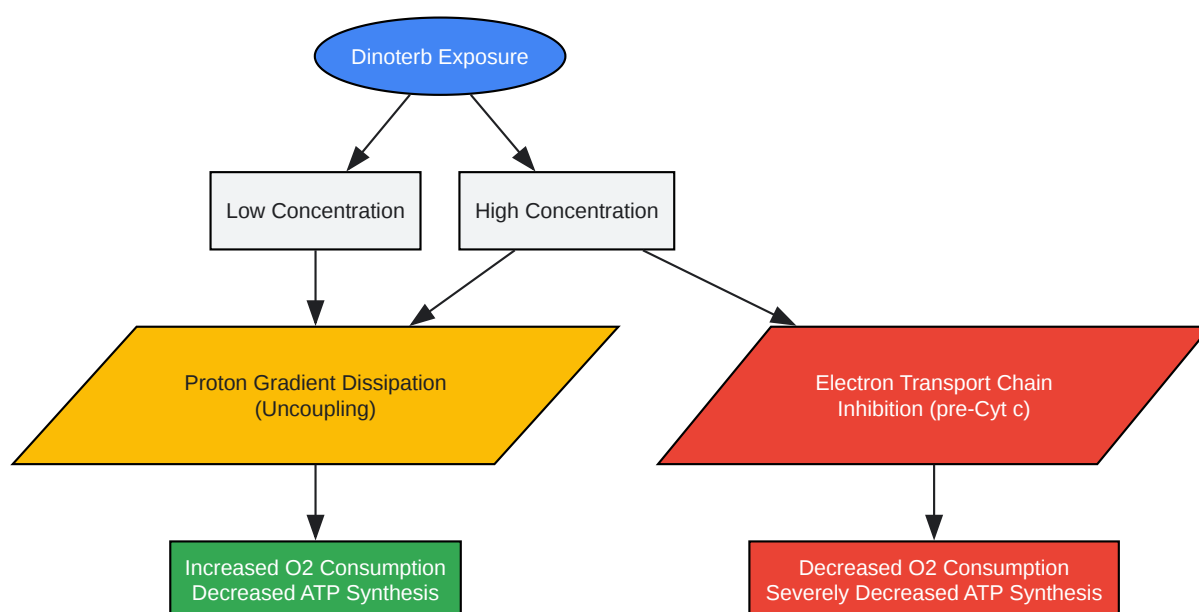 Dinoterb Exposure
Low Concentration
High Concentration
Proton Gradient Dissipation
(Uncoupling)
Electron Transport Chain
Inhibition (pre-Cyt c)
Increased O2 Consumption
Decreased ATP Synthesis
Decreased O2 Consumption
Severely Decreased ATP Synthesis